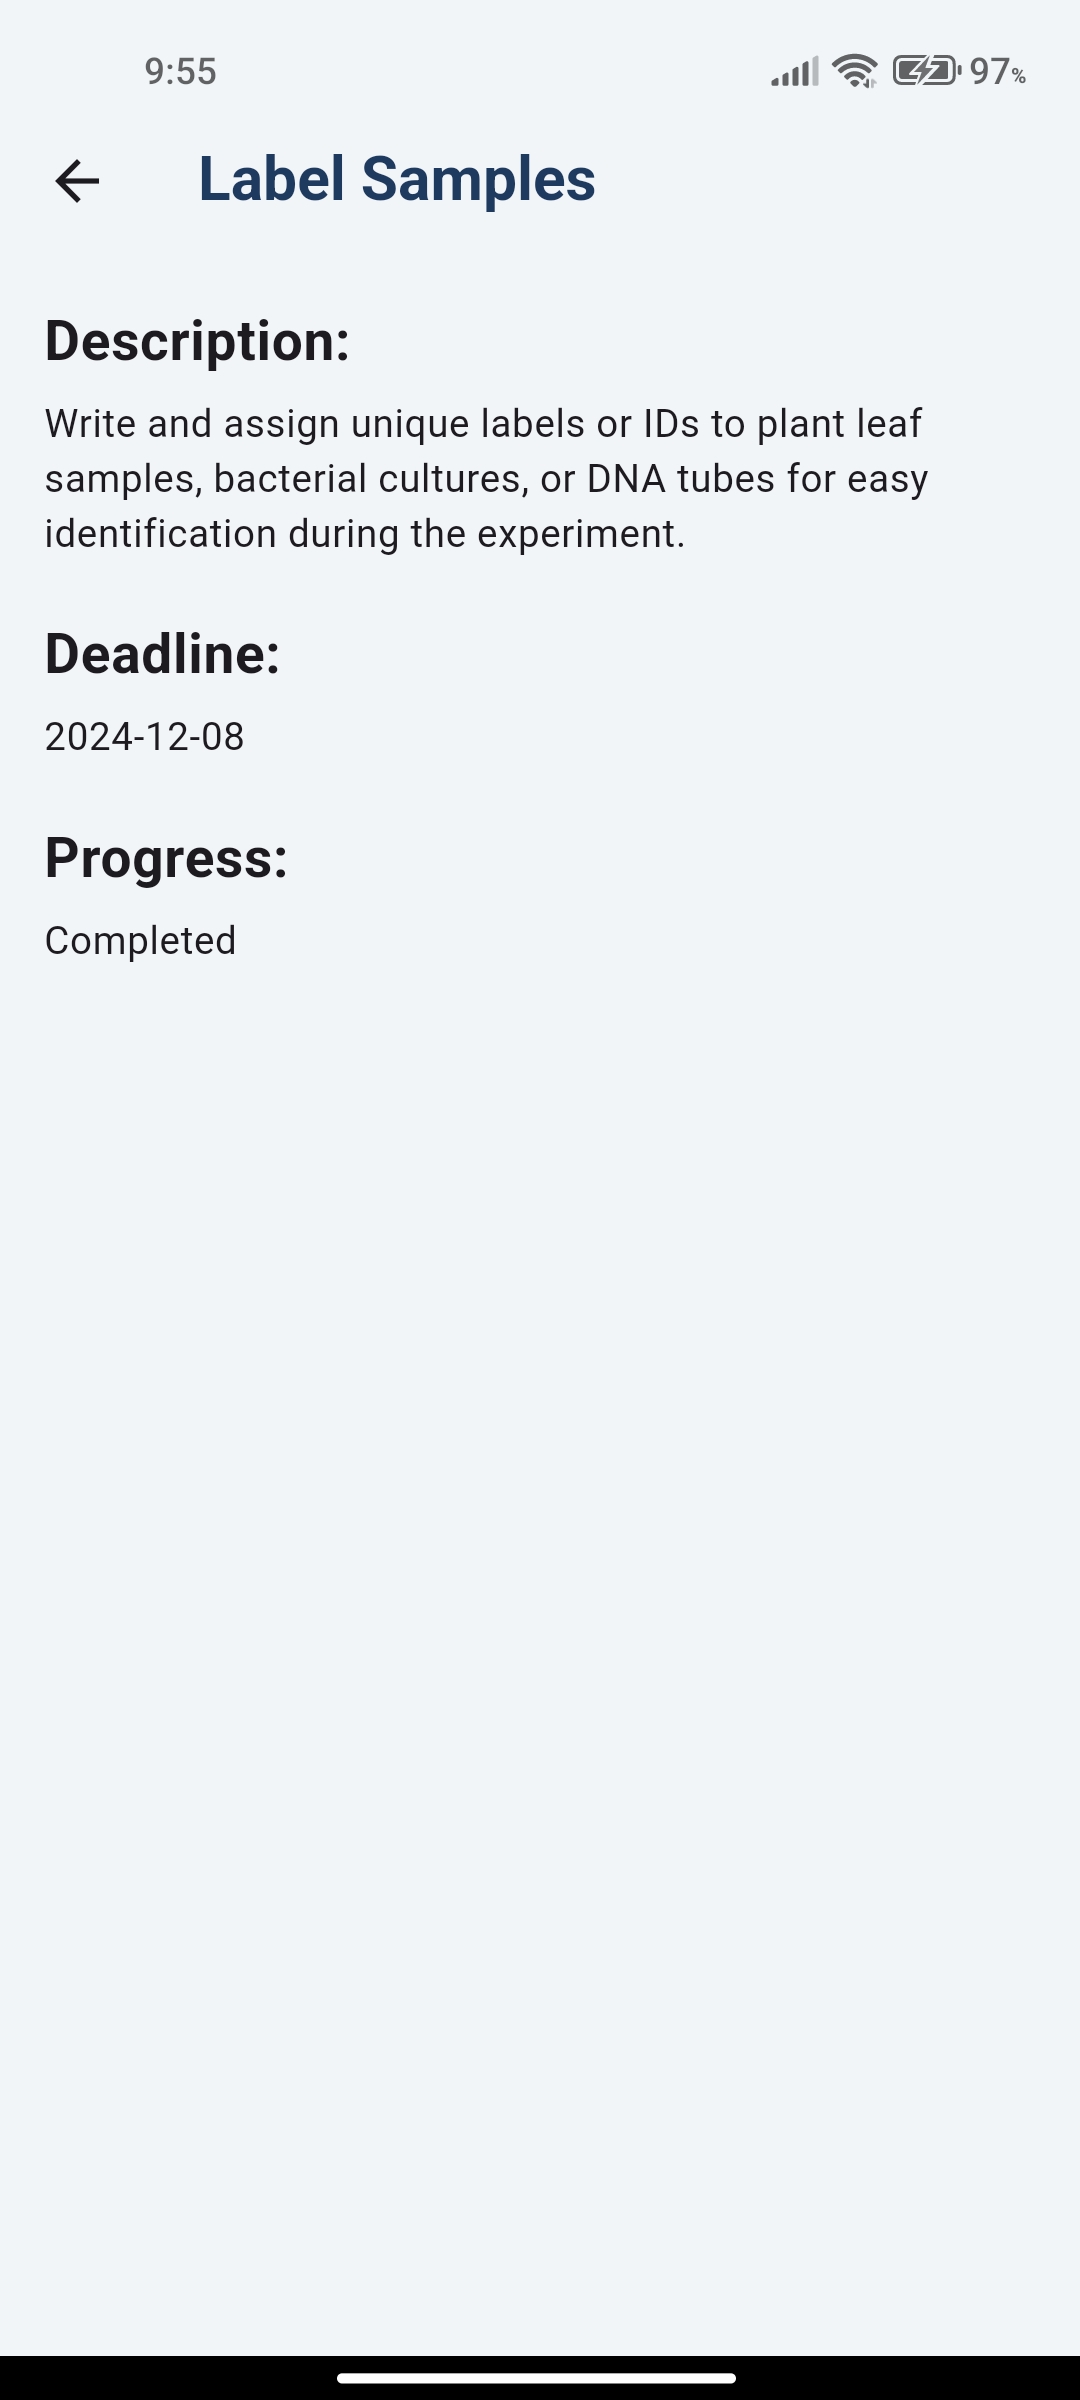 9:55
97%
Label Samples
Description:
Write and assign unique labels or IDs to plant leaf
samples, bacterial cultures, or DNA tubes for easy
identification during the experiment.
Deadline:
2024-12-08
Progress:
Completed